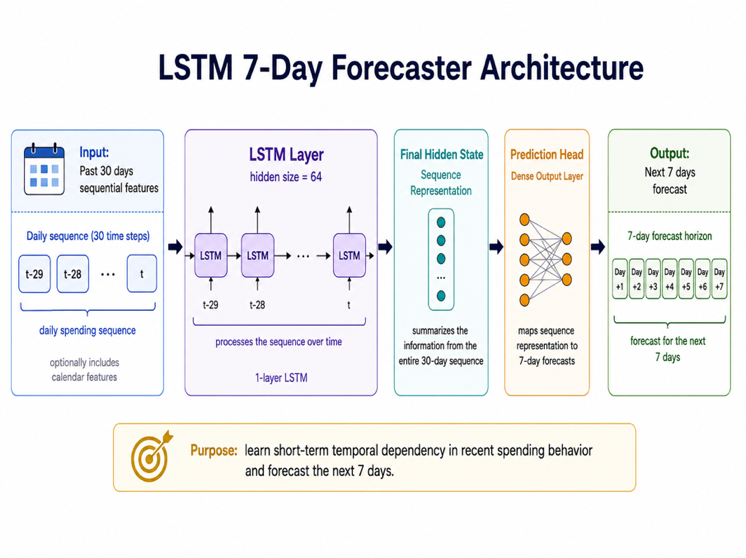 LSTM 7-Day Forecaster Architecture
Input:
Past 30 days
sequential features
Daily sequence (30 time steps)
t-29 t-28 ... t
daily spending sequence
optionally includes
calendar features
LSTM Layer
hidden size = 64
LSTM LSTM ... LSTM
t-29 t-28 t
processes the sequence over time
1-layer LSTM
Final Hidden State
Sequence
Representation
...
summarizes the
information from the
entire 30-day sequence
Prediction Head
Dense Output Layer
maps sequence
representation to
7-day forecasts
Output:
Next 7 days
forecast
7-day forecast horizon
Day Day Day Day Day Day Day
+1 +2 +3 +4 +5 +6 +7
forecast for the next
7 days
Purpose: learn short-term temporal dependency in recent spending behavior
and forecast the next 7 days.